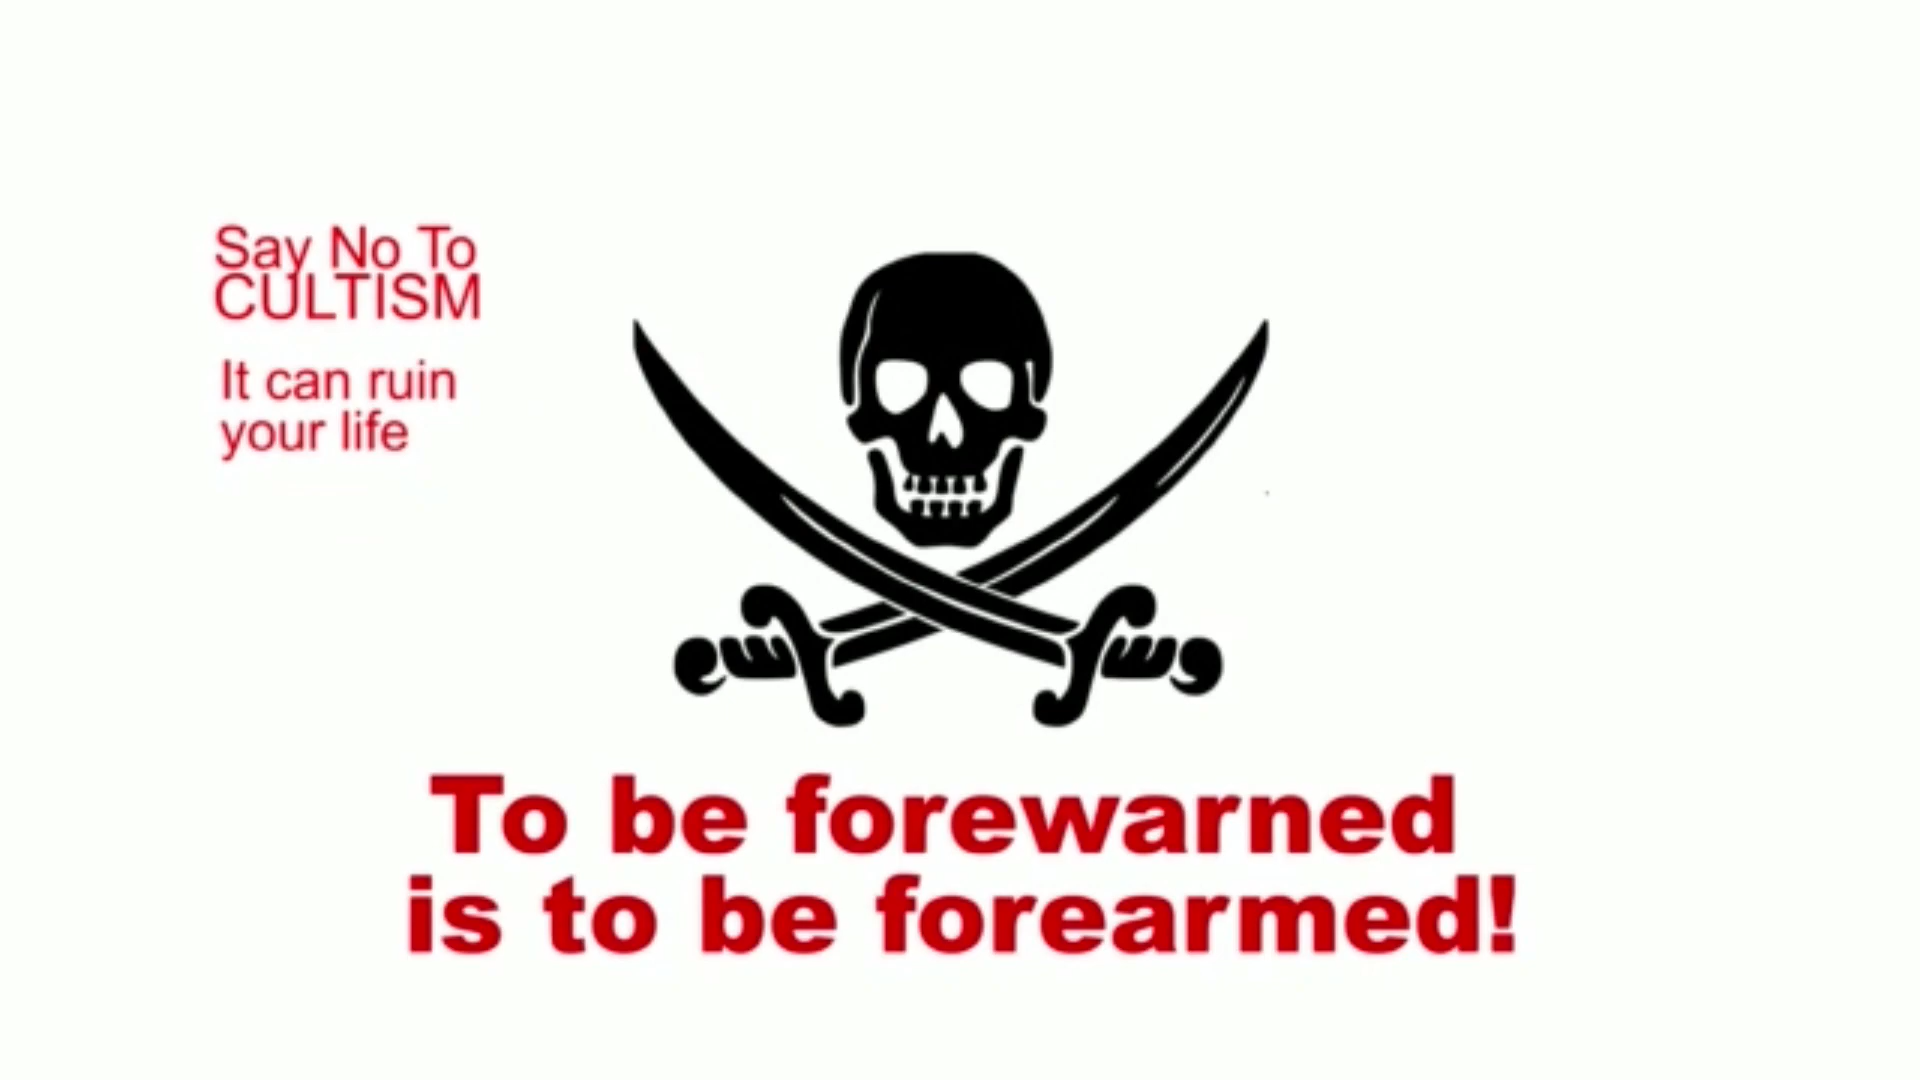 Say No To
CULTISM
It can ruin
your life
To be forewarned
is to be forearmed!